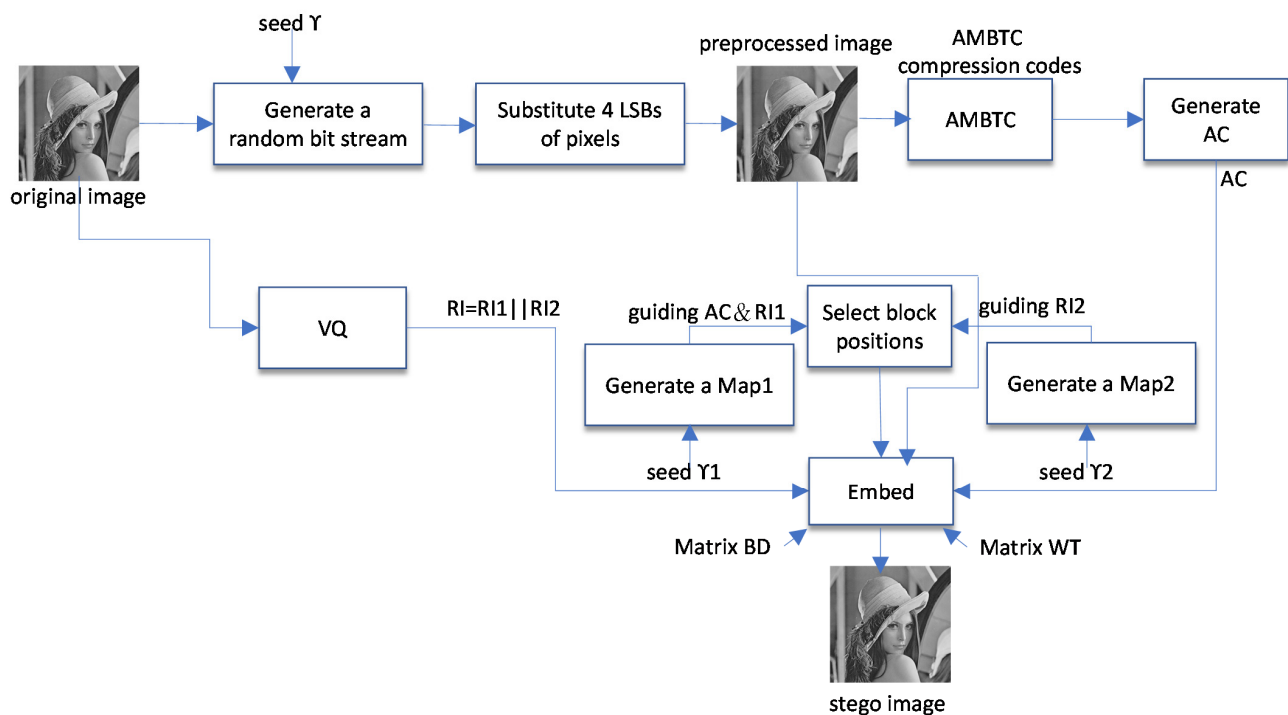 seed ϒ
preprocessed image
AMBTC
compression codes
Generate a
random bit stream
Substitute 4 LSBs
of pixels
AMBTC
Generate
AC
original image
AC
VQ
RI=RI1||RI2
guiding AC&RI1
Select block
positions
guiding RI2
Generate a Map1
Generate a Map2
seed ϒ1
seed ϒ2
Embed
Matrix BD
Matrix WT
stego image